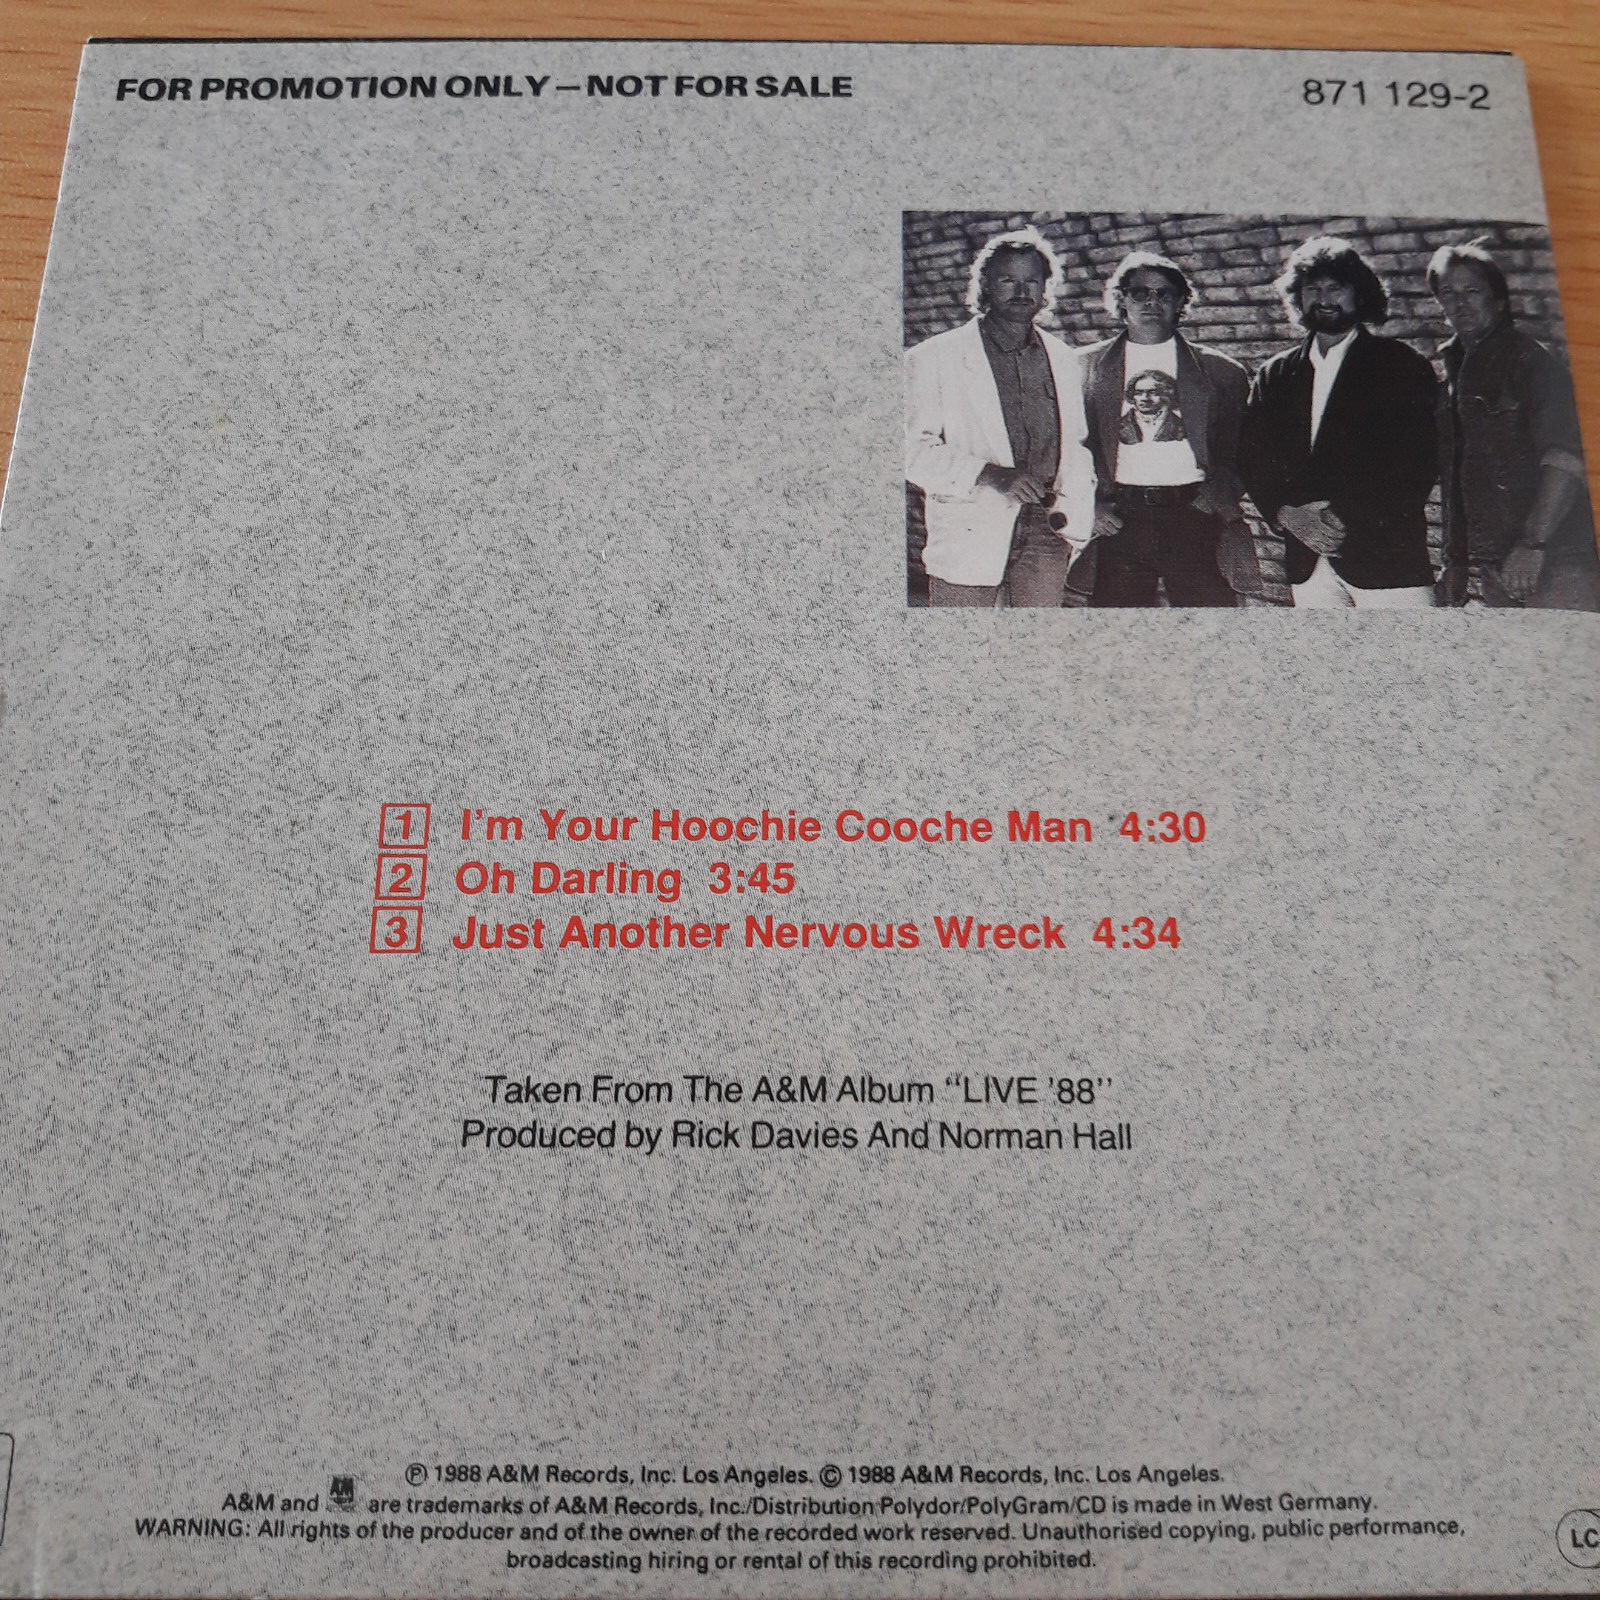 FOR PROMOTION ONLY – NOT FOR SALE
871 129-2
1 I'm Your Hoochie Cooche Man 4:30
2 Oh Darling 3:45
3 Just Another Nervous Wreck 4:34
Taken From The A&M Album “LIVE '88”
Produced by Rick Davies And Norman Hall
Ⓟ 1988 A&M Records, Inc. Los Angeles. © 1988 A&M Records, Inc. Los Angeles.
A&M and AM are trademarks of A&M Records, Inc./Distribution Polydor/PolyGram/CD is made in West Germany.
WARNING: All rights of the producer and of the owner of the recorded work reserved. Unauthorised copying, public performance,
broadcasting hiring or rental of this recording prohibited.
LC